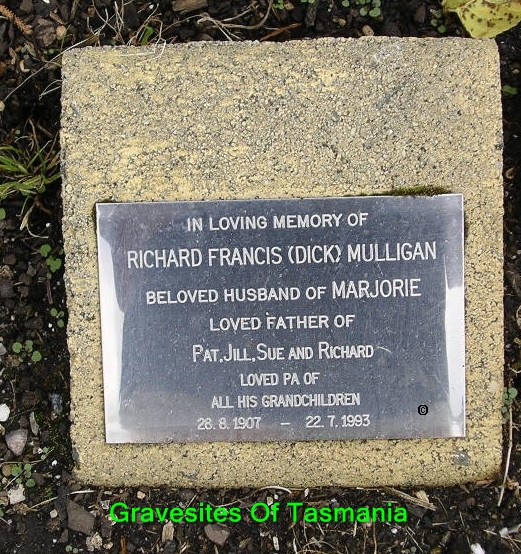 IN LOVING MEMORY OF
RICHARD FRANCIS (DICK) MULLIGAN
BELOVED HUSBAND OF MARJORIE
LOVED FATHER OF
PAT, JILL, SUE AND RICHARD
LOVED PA OF
ALL HIS GRANDCHILDREN
28.8.1907 — 22.7.1993
©
Gravesites Of Tasmania